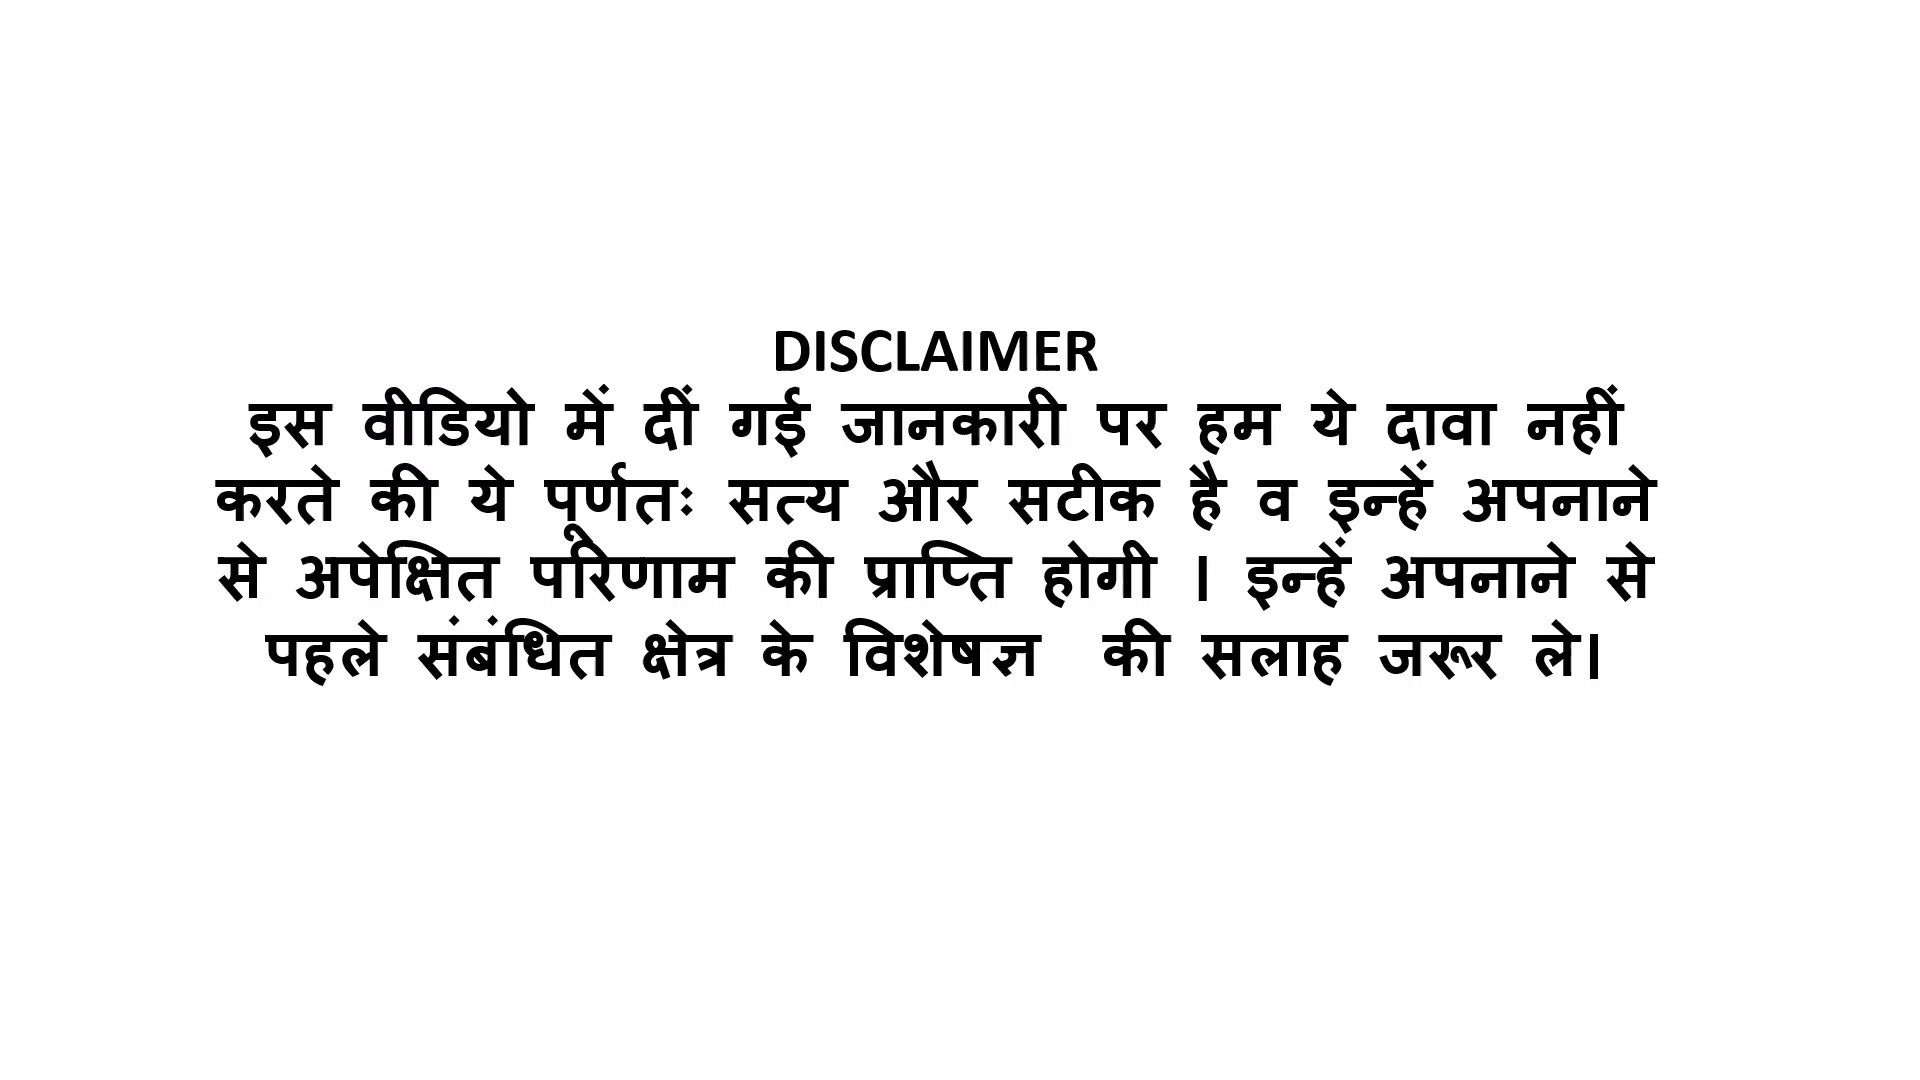 DISCLAIMER
इस वीडियो में दीं गई जानकारी पर हम ये दावा नहीं
करते की ये पूर्णतः सत्य और सटीक है व इन्हें अपनाने
से अपेक्षित परिणाम की प्राप्ति होगी । इन्हें अपनाने से
पहले संबंधित क्षेत्र के विशेषज्ञ की सलाह जरूर ले।